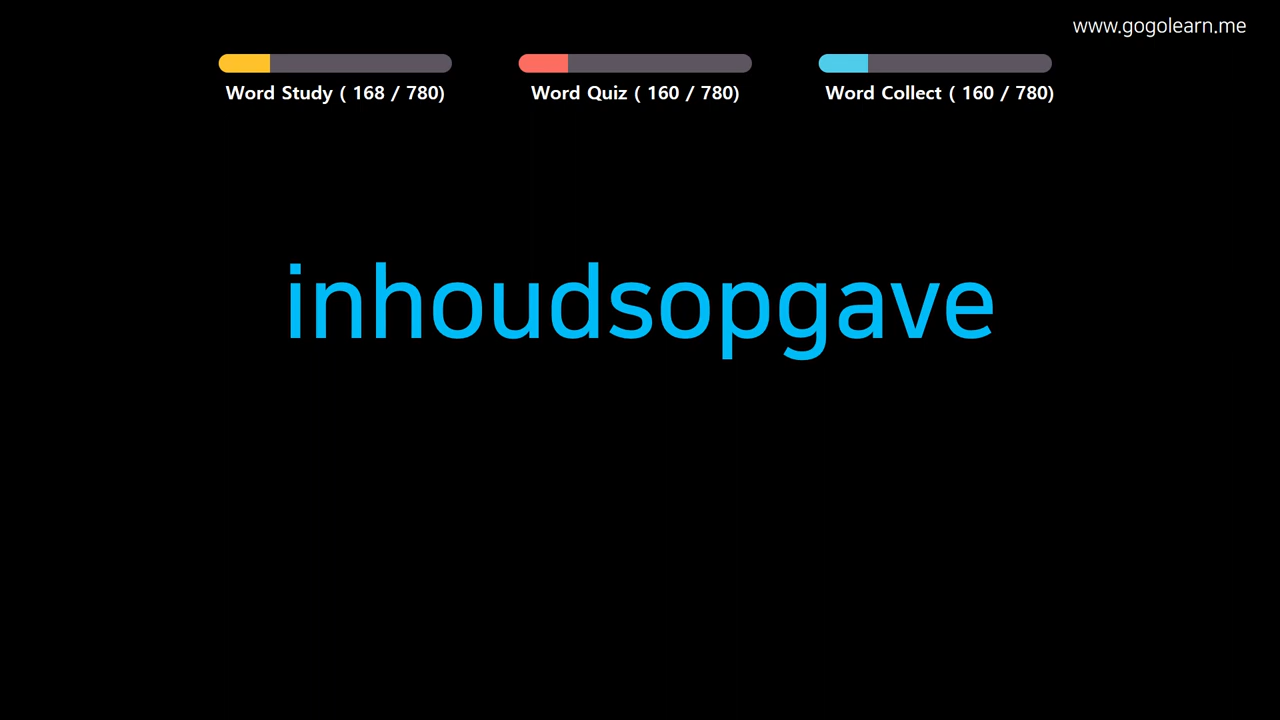 www.gogolearn.me
Word Study ( 168 / 780)
Word Quiz ( 160 / 780)
Word Collect ( 160 / 780)
inhoudsopgave